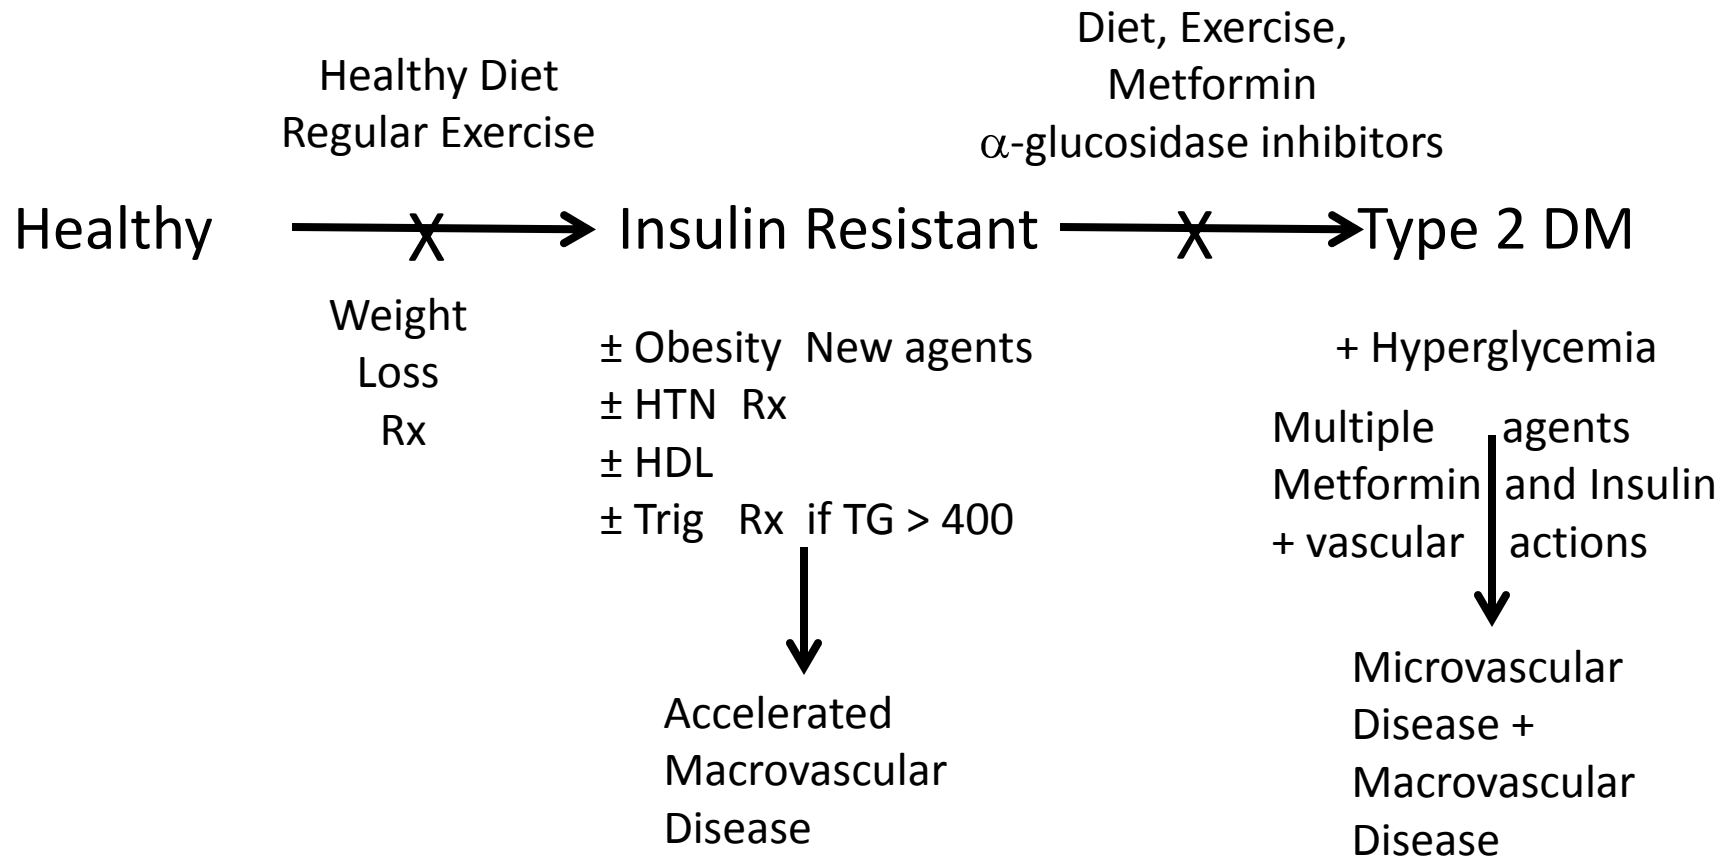 Healthy Diet
Regular Exercise
Diet, Exercise,
Metformin
α-glucosidase inhibitors
Healthy X Insulin Resistant X Type 2 DM
Weight
Loss
Rx
± Obesity New agents
± HTN Rx
± HDL
± Trig Rx if TG > 400
Accelerated
Macrovascular
Disease
+ Hyperglycemia
Multiple agents
Metformin and Insulin
+ vascular actions
Microvascular
Disease +
Macrovascular
Disease